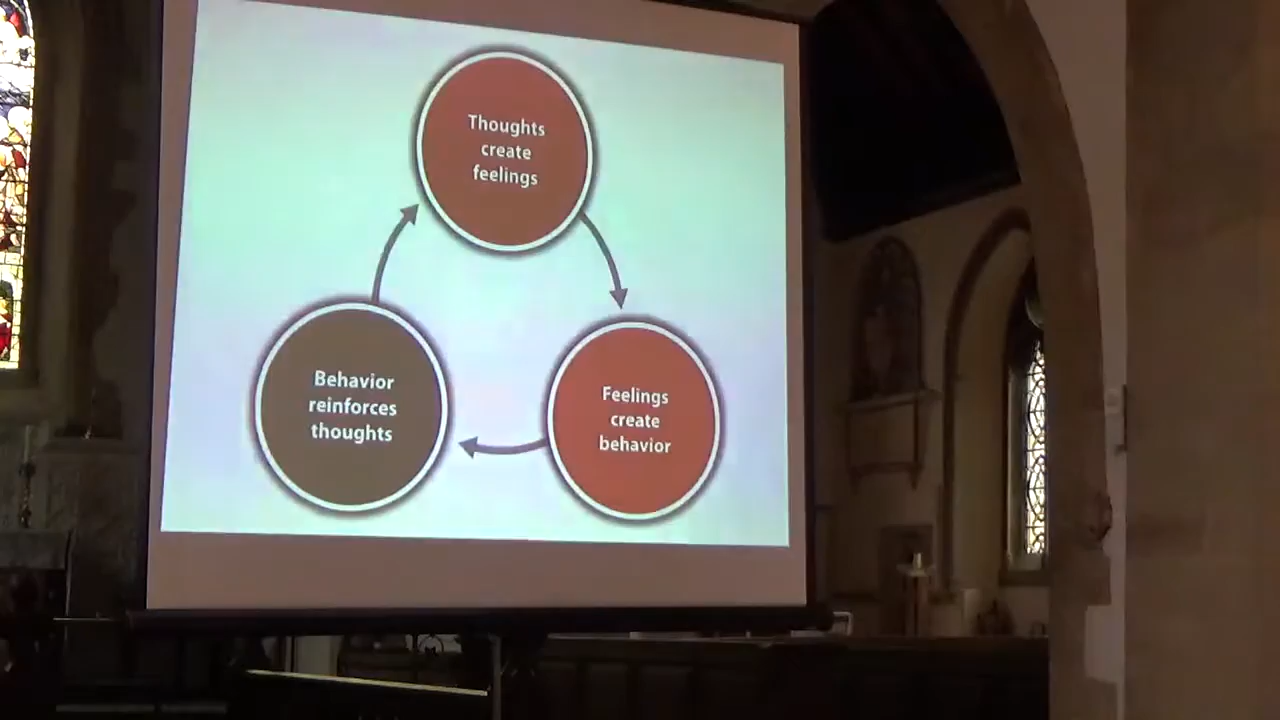 Thoughts
create
feelings
Feelings
create
behavior
Behavior
reinforces
thoughts